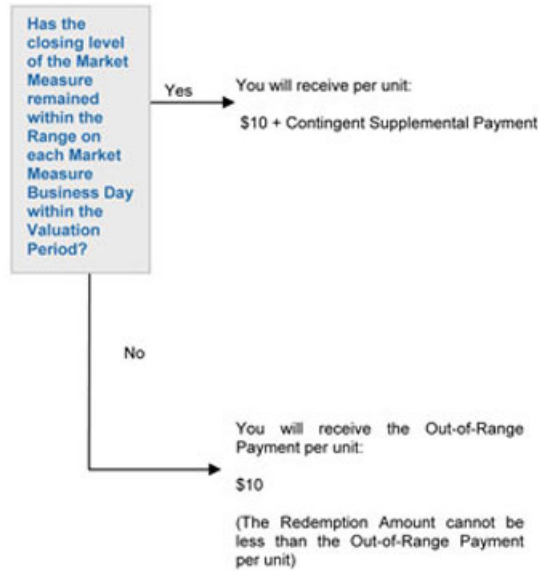 Has the
closing level
of the Market
Measure
remained
within the
Range on
each Market
Measure
Business Day
within the
Valuation
Period?
Yes
You will receive per unit:
$10 + Contingent Supplemental Payment
No
You will receive the Out-of-Range
Payment per unit:
$10
(The Redemption Amount cannot be
less than the Out-of-Range Payment
per unit)